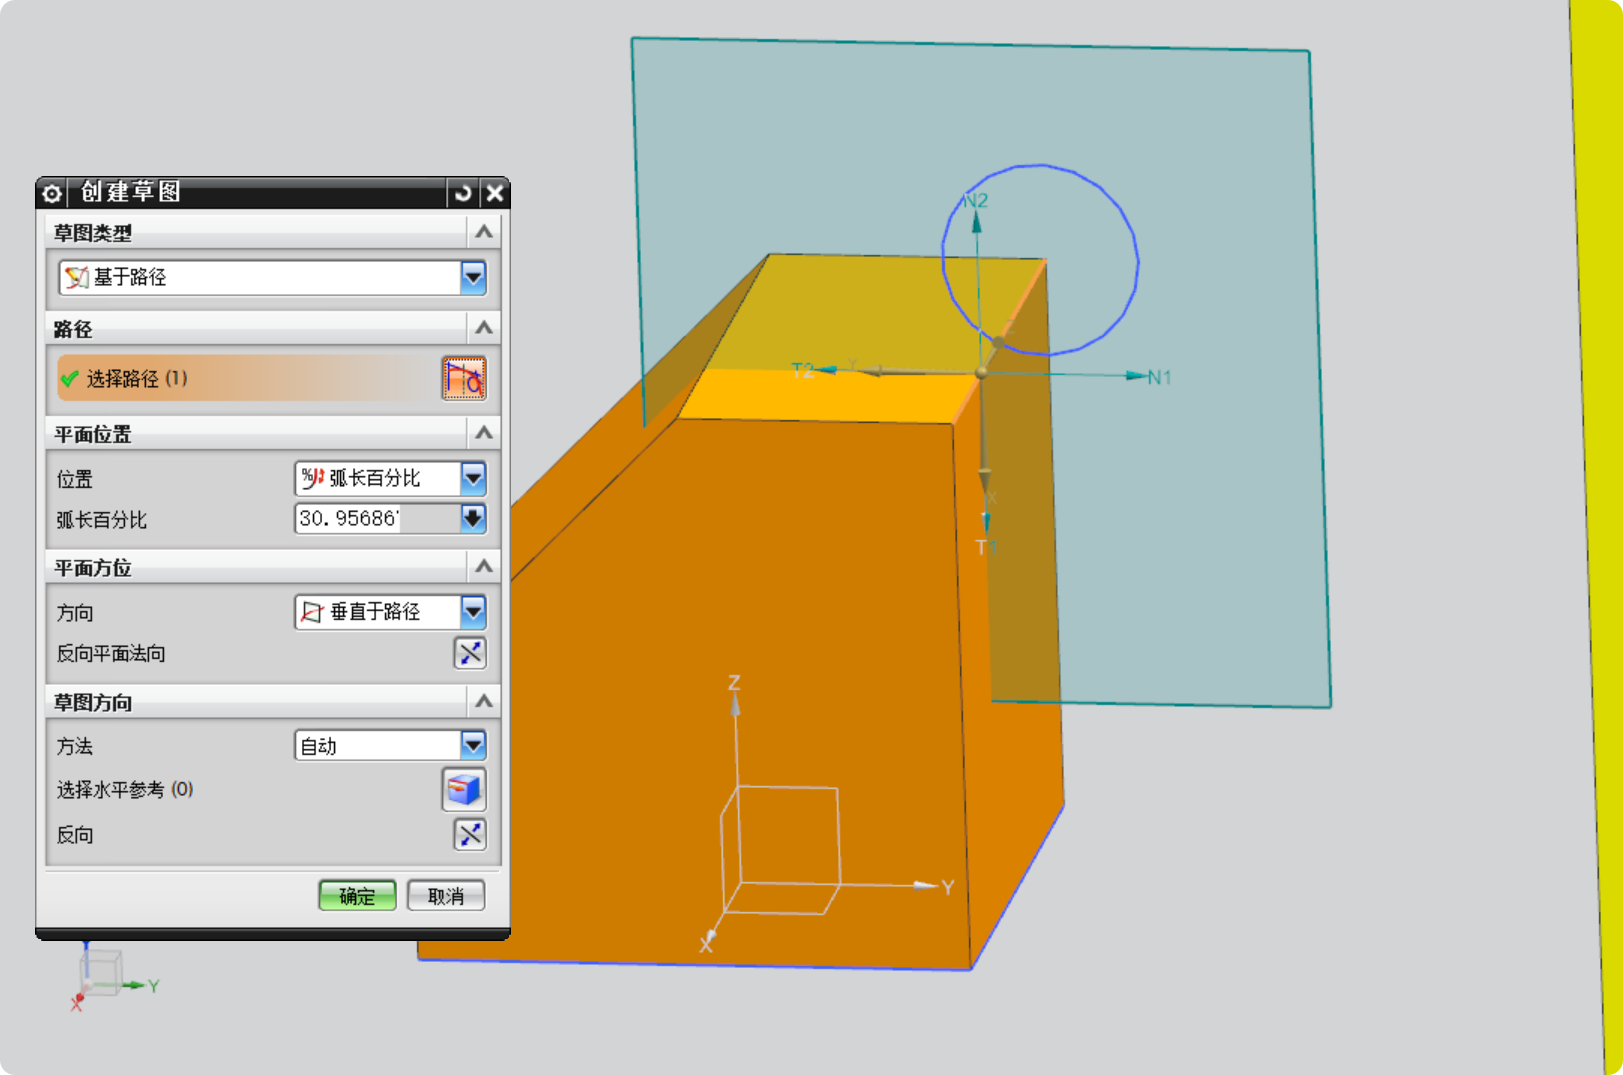 创建草图
草图类型
基于路径
路径
选择路径 (1)
平面位置
位置
% 弧长百分比
弧长百分比
30.95686
平面方位
方向
垂直于路径
反向平面法向
草图方向
方法
自动
选择水平参考 (0)
反向
确定
取消
N2
T2
Y
N1
X
T1
Z
Y
X
Y
X